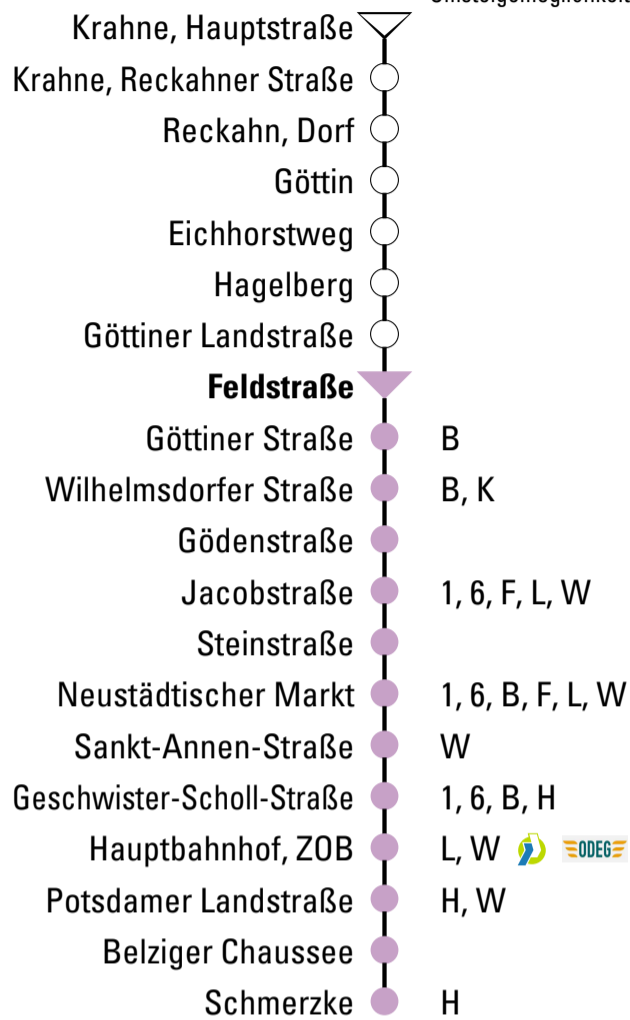 Umsteigemöglichkeit
Krahne, Hauptstraße
Krahne, Reckahner Straße
Reckahn, Dorf
Göttin
Eichhorstweg
Hagelberg
Göttiner Landstraße
Feldstraße
Göttiner Straße B
Wilhelmsdorfer Straße B, K
Gödenstraße
Jacobstraße 1, 6, F, L, W
Steinstraße
Neustädtischer Markt 1, 6, B, F, L, W
Sankt-Annen-Straße W
Geschwister-Scholl-Straße 1, 6, B, H
Hauptbahnhof, ZOB L, W ODEG
Potsdamer Landstraße H, W
Belziger Chaussee
Schmerzke H